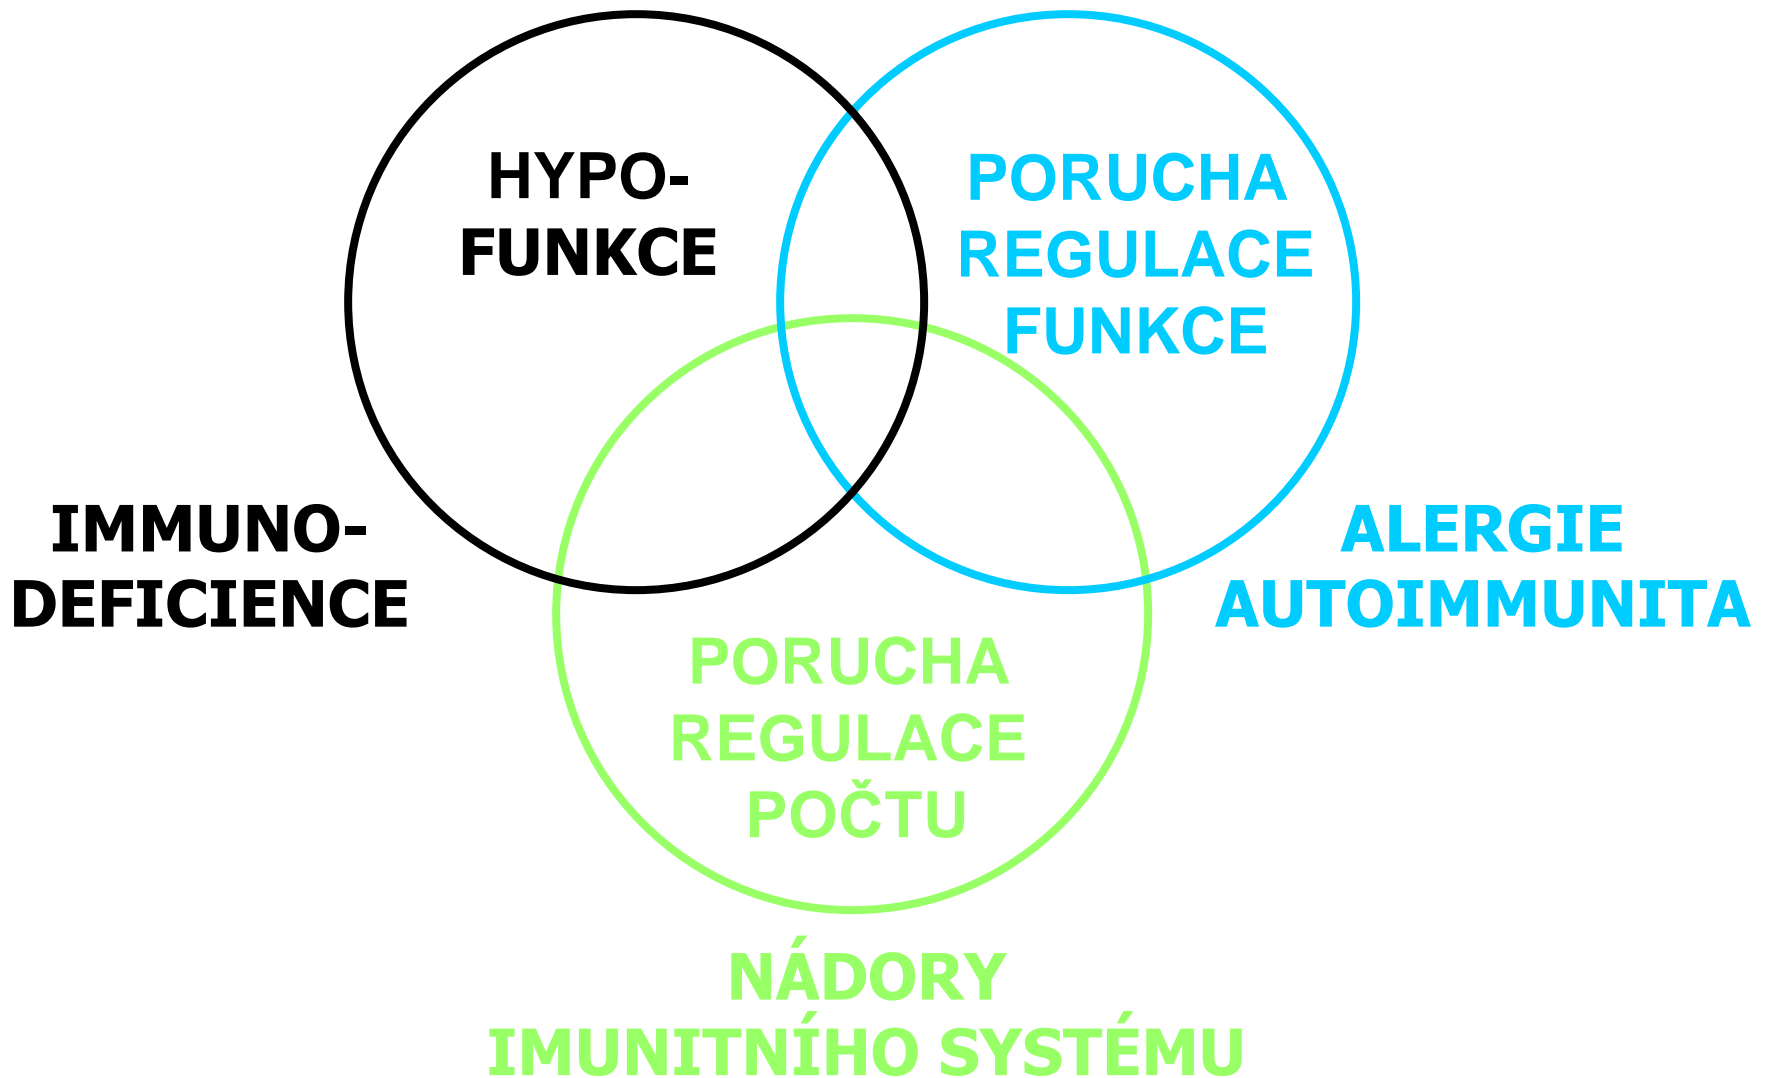 HYPO-
FUNKCE
PORUCHA
REGULACE
FUNKCE
IMMUNO-
DEFICIENCE
ALERGIE
AUTOIMMUNITA
PORUCHA
REGULACE
POČTU
NÁDORY
IMUNITNÍHO SYSTÉMU